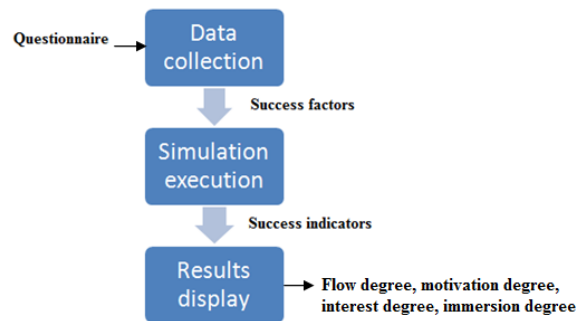 Questionnaire
Data
collection
Success factors
Simulation
execution
Success indicators
Results
display
Flow degree, motivation degree,
interest degree, immersion degree